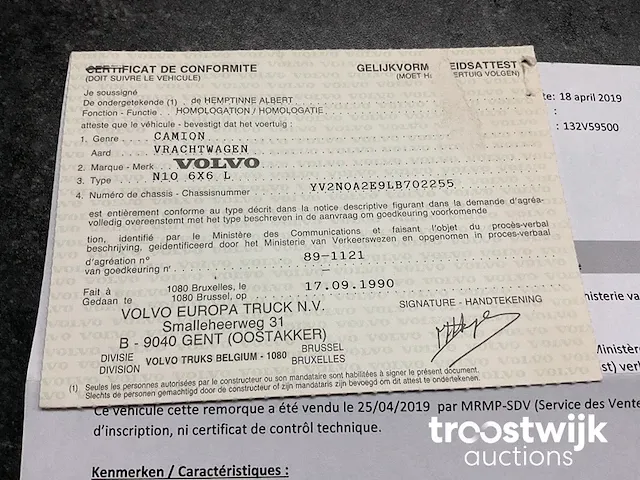 CERTIFICAT DE CONFORMITE
(DOIT SUIVRE LE VEHICULE)
GELIJKVORM EIDSATTEST
(MOET H ERTUIG VOLGEN)
Je soussigné
De ondergetekende (1) . de HEMPTINNE ALBERT
Fonction - Functie . . HOMOLOGATION / HOMOLOGATIE
atteste que le véhicule - bevestigt dat het voertuig :
1. Genre CAMION
Aard VRACHTWAGEN
2. Marque - Merk VOLVO
3. Type N10 6X6 L
4. Numéro de chassis - Chassisnummer YV2NQA2E9LB702255
est entièrement conforme au type décrit dans la notice descriptive figurant dans la demande d'agréa-
volledig overeenstemt met het type beschreven in de aanvraag om goedkeuring voorkomende
tion, identifié par le Ministère des Communications et faisant l'objet du procès-verbal
beschrijving, geidentificeerd door het Ministerie van Verkeerswezen en opgenomen in proces-verbaal
d'agréation n° 89-1121
van goedkeuring n° –
Fait à 1080 Bruxelles, le
Gedaan te 1080 Brussel, op 17.09.1990
VOLVO EUROPA TRUCK N.V.
Smalleheerweg 31
B - 9040 GENT (OOSTAKKER)
DIVISIE VOLVO TRUKS BELGIUM - 1080 BRUSSEL
DIVISION BRUXELLES
SIGNATURE - HANDTEKENING
(1) Seules les personnes autorisées par le constructeur ou son mandataire sont habilitées à signer le présent document.
Slechts de personen gemachtigd door de constructeur of zijn mandataris zijn bevoegd om dit attest te ondertekenen.
te: 18 april 2019
:
: 132V59500
inisterie va
Ministère
st) verk
Ce véhicule cette remorque a été vendu le 25/04/2019 par MRMP-SDV (Service des Vente
d'inscription, ni certificat de contrôl technique.
Kenmerken / Caractéristiques :
troostwijk
auctions